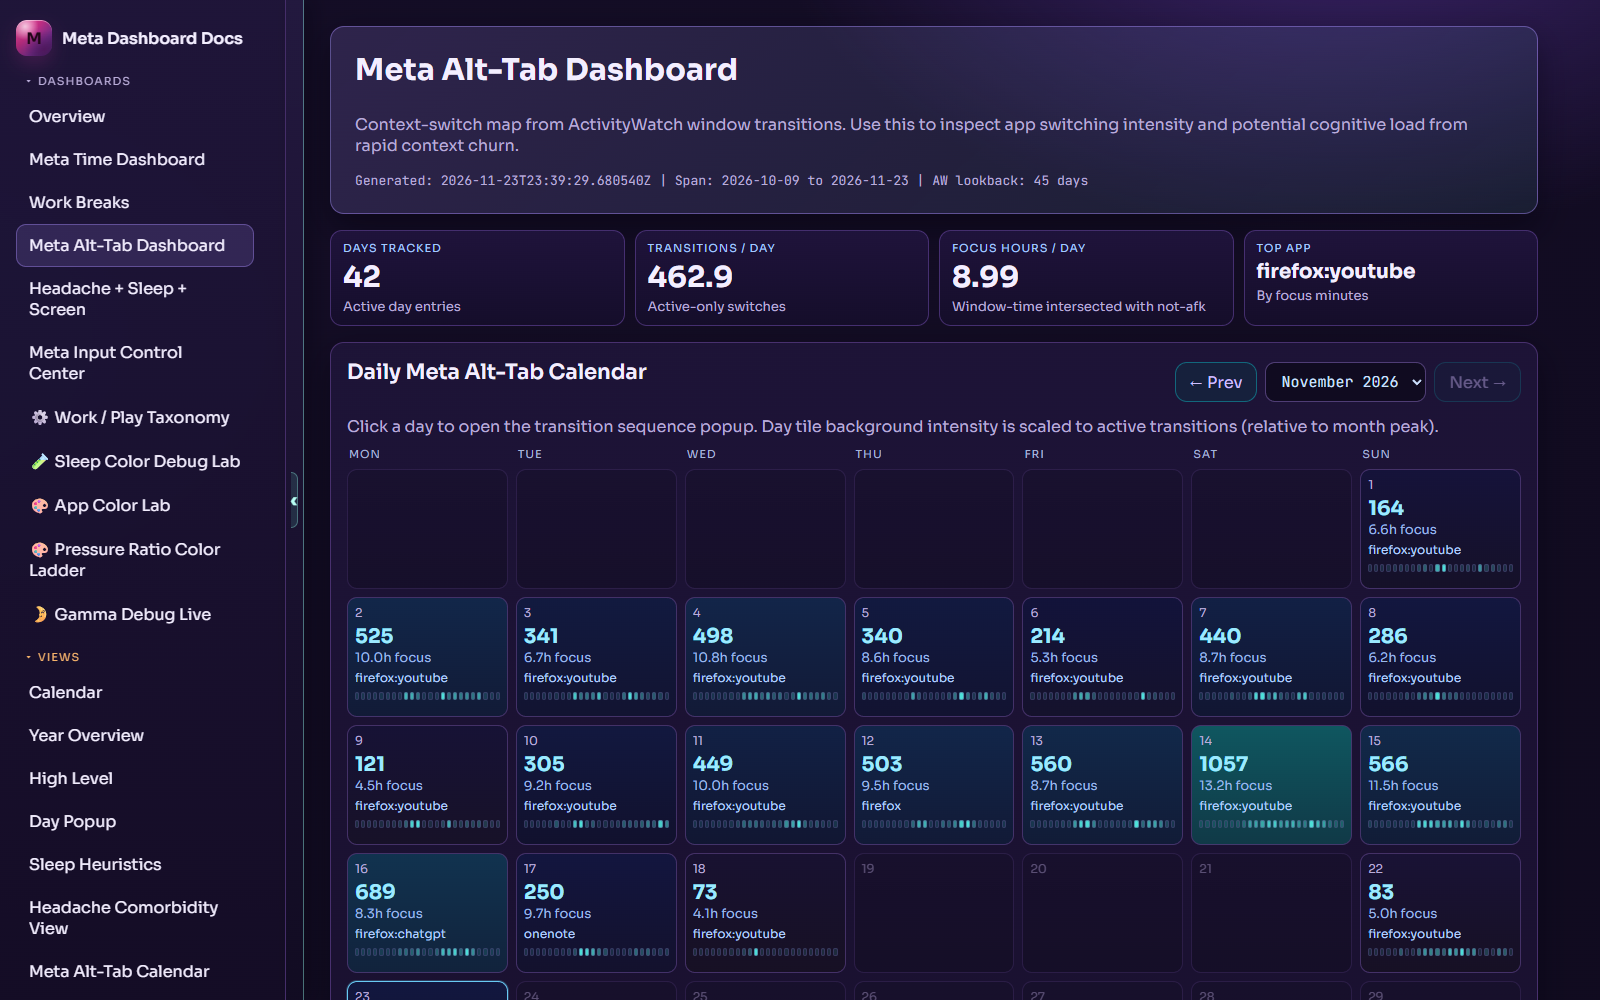 M Meta Dashboard Docs
DASHBOARDS
Overview
Meta Time Dashboard
Work Breaks
Meta Alt-Tab Dashboard
Headache + Sleep +
Screen
Meta Input Control
Center
⚙ Work / Play Taxonomy
🧪 Sleep Color Debug Lab
🎨 App Color Lab
🎨 Pressure Ratio Color
Ladder
🌛 Gamma Debug Live
VIEWS
Calendar
Year Overview
High Level
Day Popup
Sleep Heuristics
Headache Comorbidity
View
Meta Alt-Tab Calendar
Meta Alt-Tab Dashboard
Context-switch map from ActivityWatch window transitions. Use this to inspect app switching intensity and potential cognitive load from
rapid context churn.
Generated: 2026-11-23T23:39:29.680540Z | Span: 2026-10-09 to 2026-11-23 | AW lookback: 45 days
DAYS TRACKED
42
Active day entries
TRANSITIONS / DAY
462.9
Active-only switches
FOCUS HOURS / DAY
8.99
Window-time intersected with not-afk
TOP APP
firefox:youtube
By focus minutes
Daily Meta Alt-Tab Calendar
← Prev
November 2026
Next →
Click a day to open the transition sequence popup. Day tile background intensity is scaled to active transitions (relative to month peak).
MON TUE WED THU FRI SAT SUN
1
164
6.6h focus
firefox:youtube
2
525
10.0h focus
firefox:youtube
3
341
6.7h focus
firefox:youtube
4
498
10.8h focus
firefox:youtube
5
340
8.6h focus
firefox:youtube
6
214
5.3h focus
firefox:youtube
7
440
8.7h focus
firefox:youtube
8
286
6.2h focus
firefox:youtube
9
121
4.5h focus
firefox:youtube
10
305
9.2h focus
firefox:youtube
11
449
10.0h focus
firefox:youtube
12
503
9.5h focus
firefox
13
560
8.7h focus
firefox:youtube
14
1057
13.2h focus
firefox:youtube
15
566
11.5h focus
firefox:youtube
16
689
8.3h focus
firefox:chatgpt
17
250
9.7h focus
onenote
18
73
4.1h focus
firefox:youtube
19
20
21
22
83
5.0h focus
firefox:youtube
23
24
25
26
27
28
29